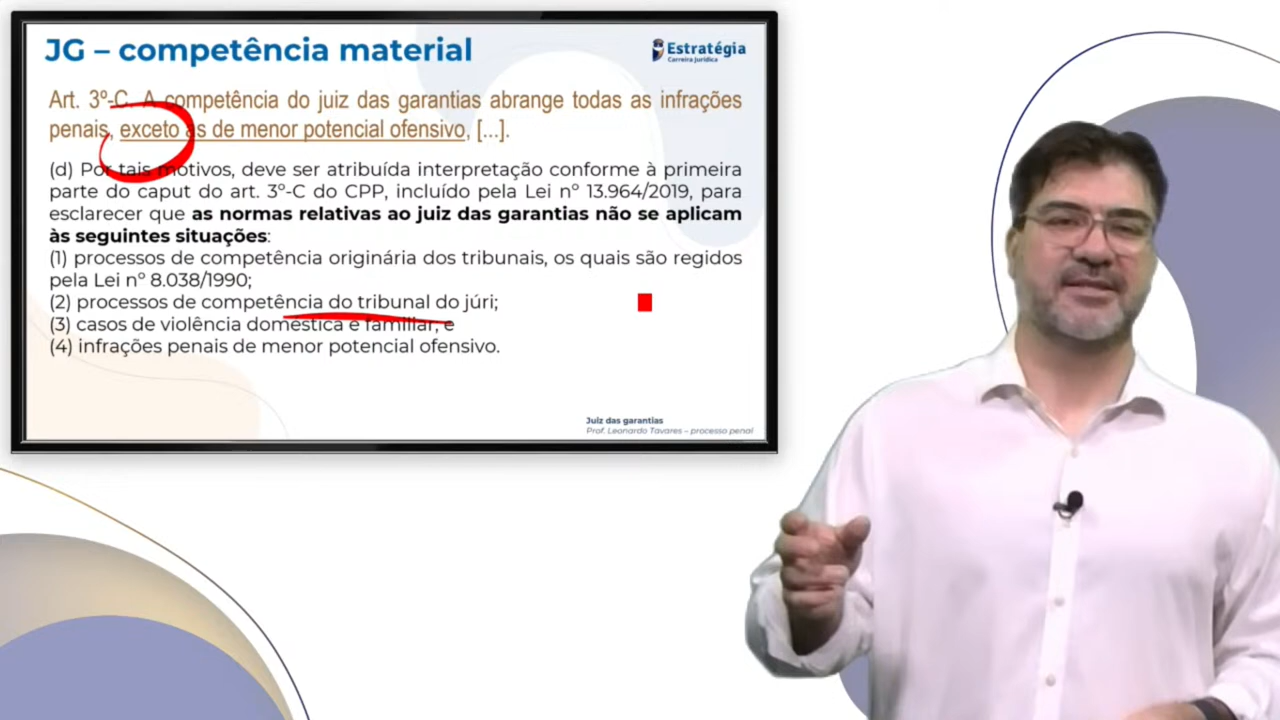 JG – competência material
Estratégia
Carreira Jurídica
Art. 3º-C. A competência do juiz das garantias abrange todas as infrações
penais, exceto as de menor potencial ofensivo, [...].
(d) Por tais motivos, deve ser atribuída interpretação conforme à primeira
parte do caput do art. 3º-C do CPP, incluído pela Lei nº 13.964/2019, para
esclarecer que as normas relativas ao juiz das garantias não se aplicam
às seguintes situações:
(1) processos de competência originária dos tribunais, os quais são regidos
pela Lei nº 8.038/1990;
(2) processos de competência do tribunal do júri;
(3) casos de violência doméstica e familiar; e
(4) infrações penais de menor potencial ofensivo.
Juiz das garantias
Prof. Leonardo Tavares – processo penal